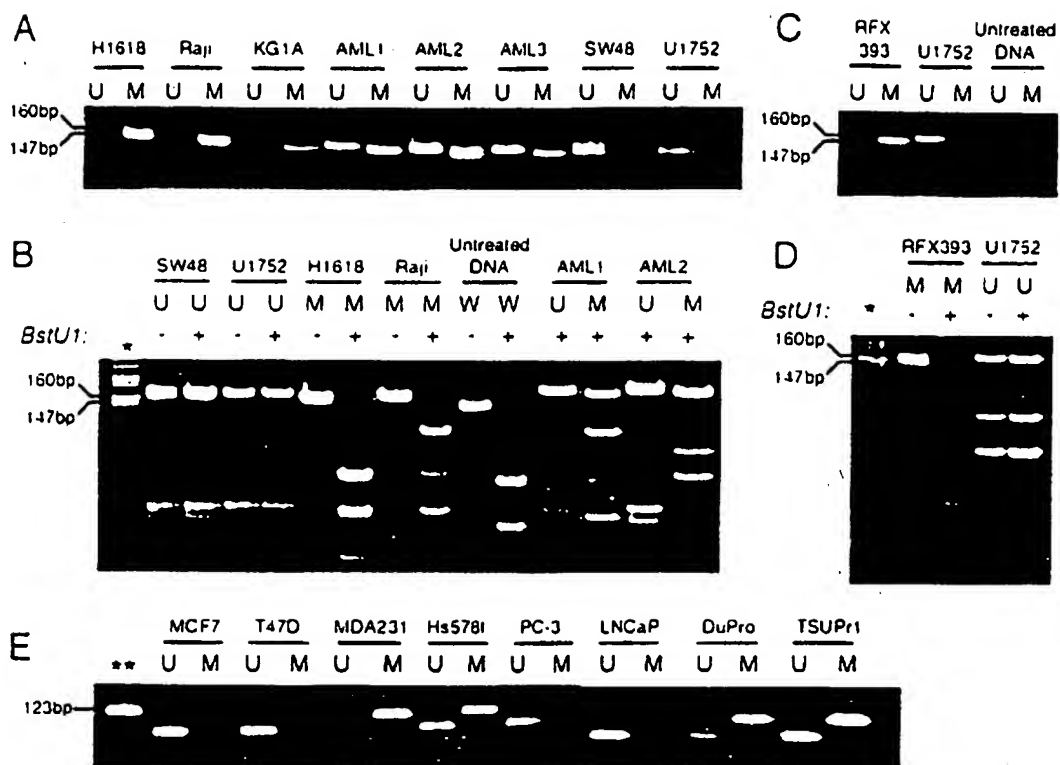 A
H1618 Raji KG1A AML1 AML2 AML3 SW48 U1752
U M U M U M U M U M U M U M U M
160bp
147bp
C
RFX
393 U1752 Untreated
DNA
U M U M U M
160bp
147bp
B
SW48 U1752 H1618 Raji Untreated
DNA AML1 AML2
U U U U M M M M W W U M U M
BstU1: - + - + - + - + - + + + + +
*
160bp
147bp
D
RFX393 U1752
M M U U
BstU1: * - + - +
160bp
147bp
E
MCF7 T47D MDA231 Hs578t PC-3 LNCaP DuPro TSUPr1
** U M U M U M U M U M U M U M U M
123bp